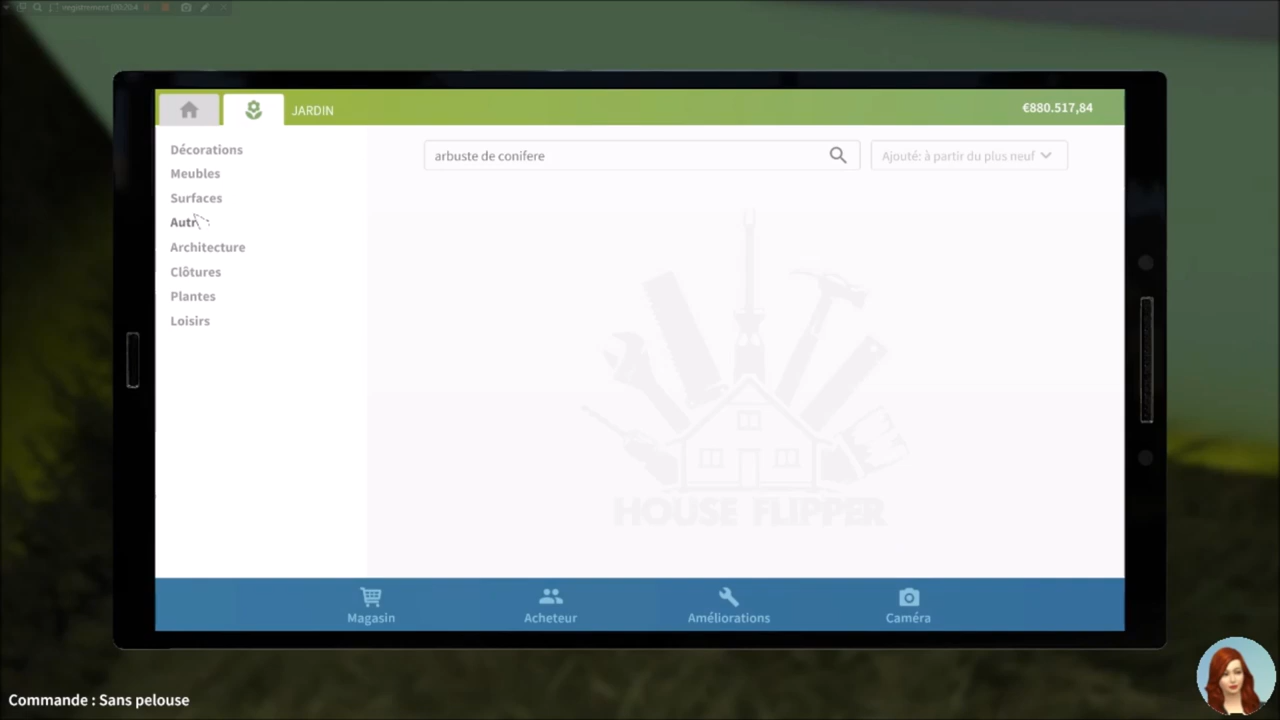 JARDIN
€880.517,84
Décorations
Meubles
Surfaces
Autr
Architecture
Clôtures
Plantes
Loisirs
arbuste de conifere
Ajouté: à partir du plus neuf
HOUSE FLIPPER
Magasin
Acheteur
Améliorations
Caméra
Commande : Sans pelouse